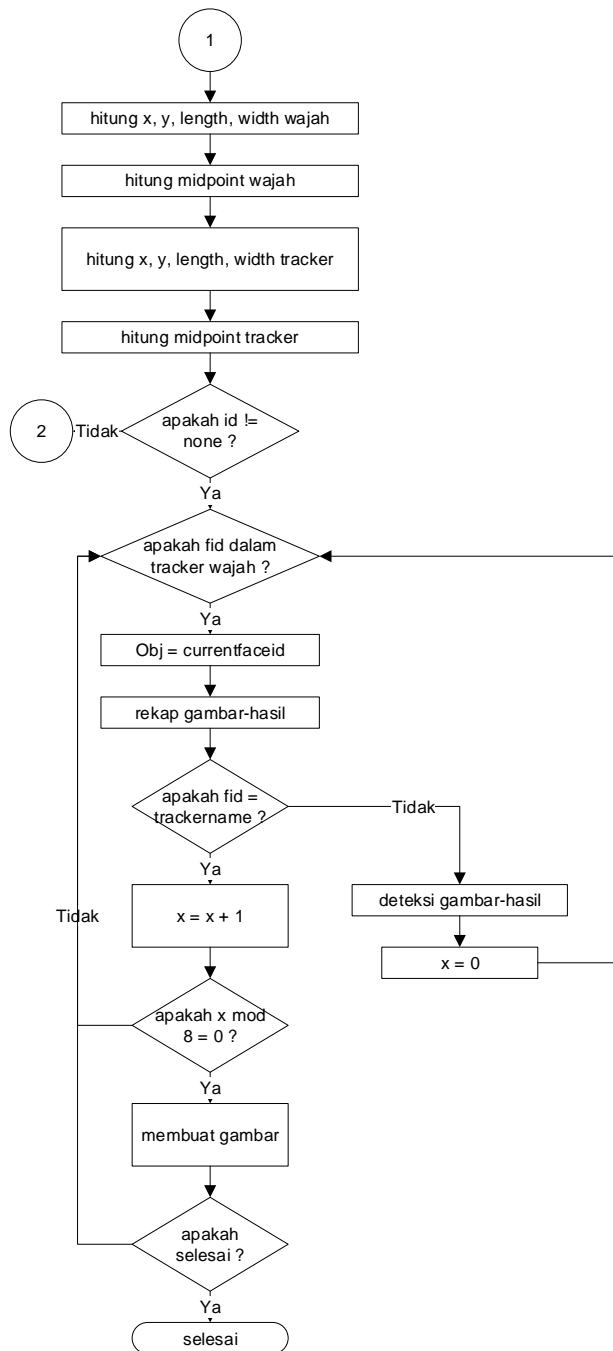 1
hitung x, y, length, width wajah
hitung midpoint wajah
hitung x, y, length, width tracker
hitung midpoint tracker
apakah id !=
none ?
Tidak
2
Ya
apakah fid dalam
tracker wajah ?
Ya
Obj = currentfaceid
rekap gambar-hasil
apakah fid =
trackername ?
Tidak
Ya
x = x + 1
deteksi gambar-hasil
Tidak
x = 0
apakah x mod
8 = 0 ?
Ya
membuat gambar
apakah
selesai ?
Ya
selesai